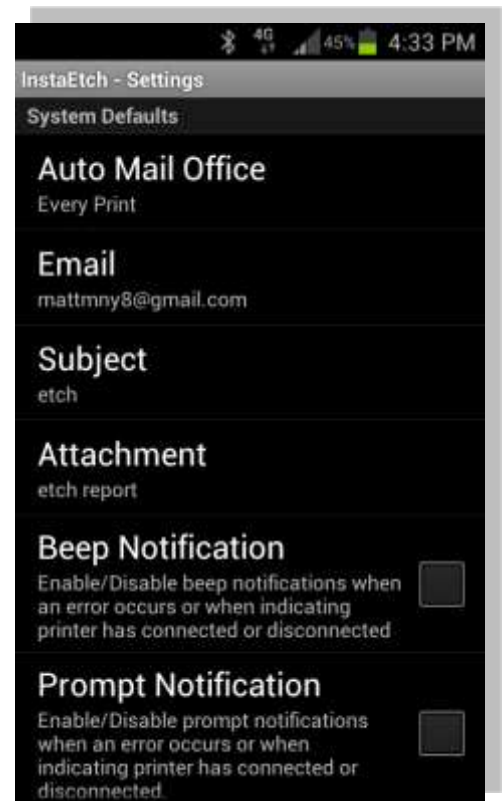 4G 45% 4:33 PM
InstaEtch - Settings
System Defaults
Auto Mail Office
Every Print
Email
mattmny8@gmail.com
Subject
etch
Attachment
etch report
Beep Notification
Enable/Disable beep notifications when
an error occurs or when indicating
printer has connected or disconnected
Prompt Notification
Enable/Disable prompt notifications
when an error occurs or when
indicating printer has connected or
disconnected.